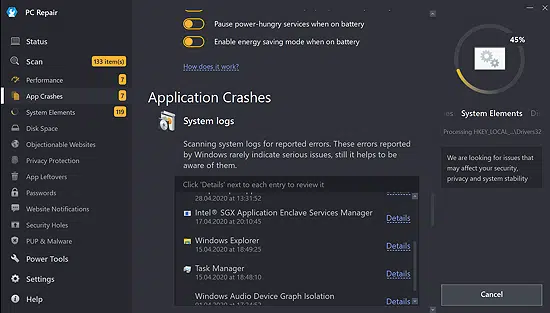 PC Repair
Status
Scan
133 item(s)
Performance
7
App Crashes
7
System Elements
119
Disk Space
Objectionable Websites
Privacy Protection
App Leftovers
Passwords
Website Notifications
Security Holes
PUP & Malware
Power Tools
Settings
Help
Pause power-hungry services when on battery
Enable energy saving mode when on battery
How does it work?
Application Crashes
System logs
Scanning system logs for reported errors. These errors reported
by Windows rarely indicate serious issues, still it helps to be
aware of them.
Click 'Details' next to each entry to review it
28.04.2020 at 13:31:52
Intel® SGX Application Enclave Services Manager
17.04.2020 at 20:10:45
Details
Windows Explorer
15.04.2020 at 18:49:25
Details
Task Manager
15.04.2020 at 18:48:10
Details
Windows Audio Device Graph Isolation
Details
45%
System Elements
Processing HKEY_LOCAL_...\Drivers32
We are looking for issues that
may affect your security,
privacy and system stability
Cancel